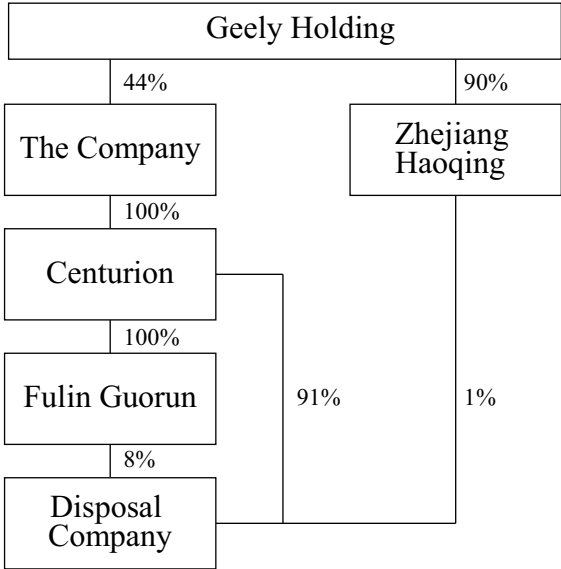 Geely Holding
44%
90%
The Company
Zhejiang
Haoqing
100%
Centurion
100%
Fulin Guorun
91%
1%
8%
Disposal
Company